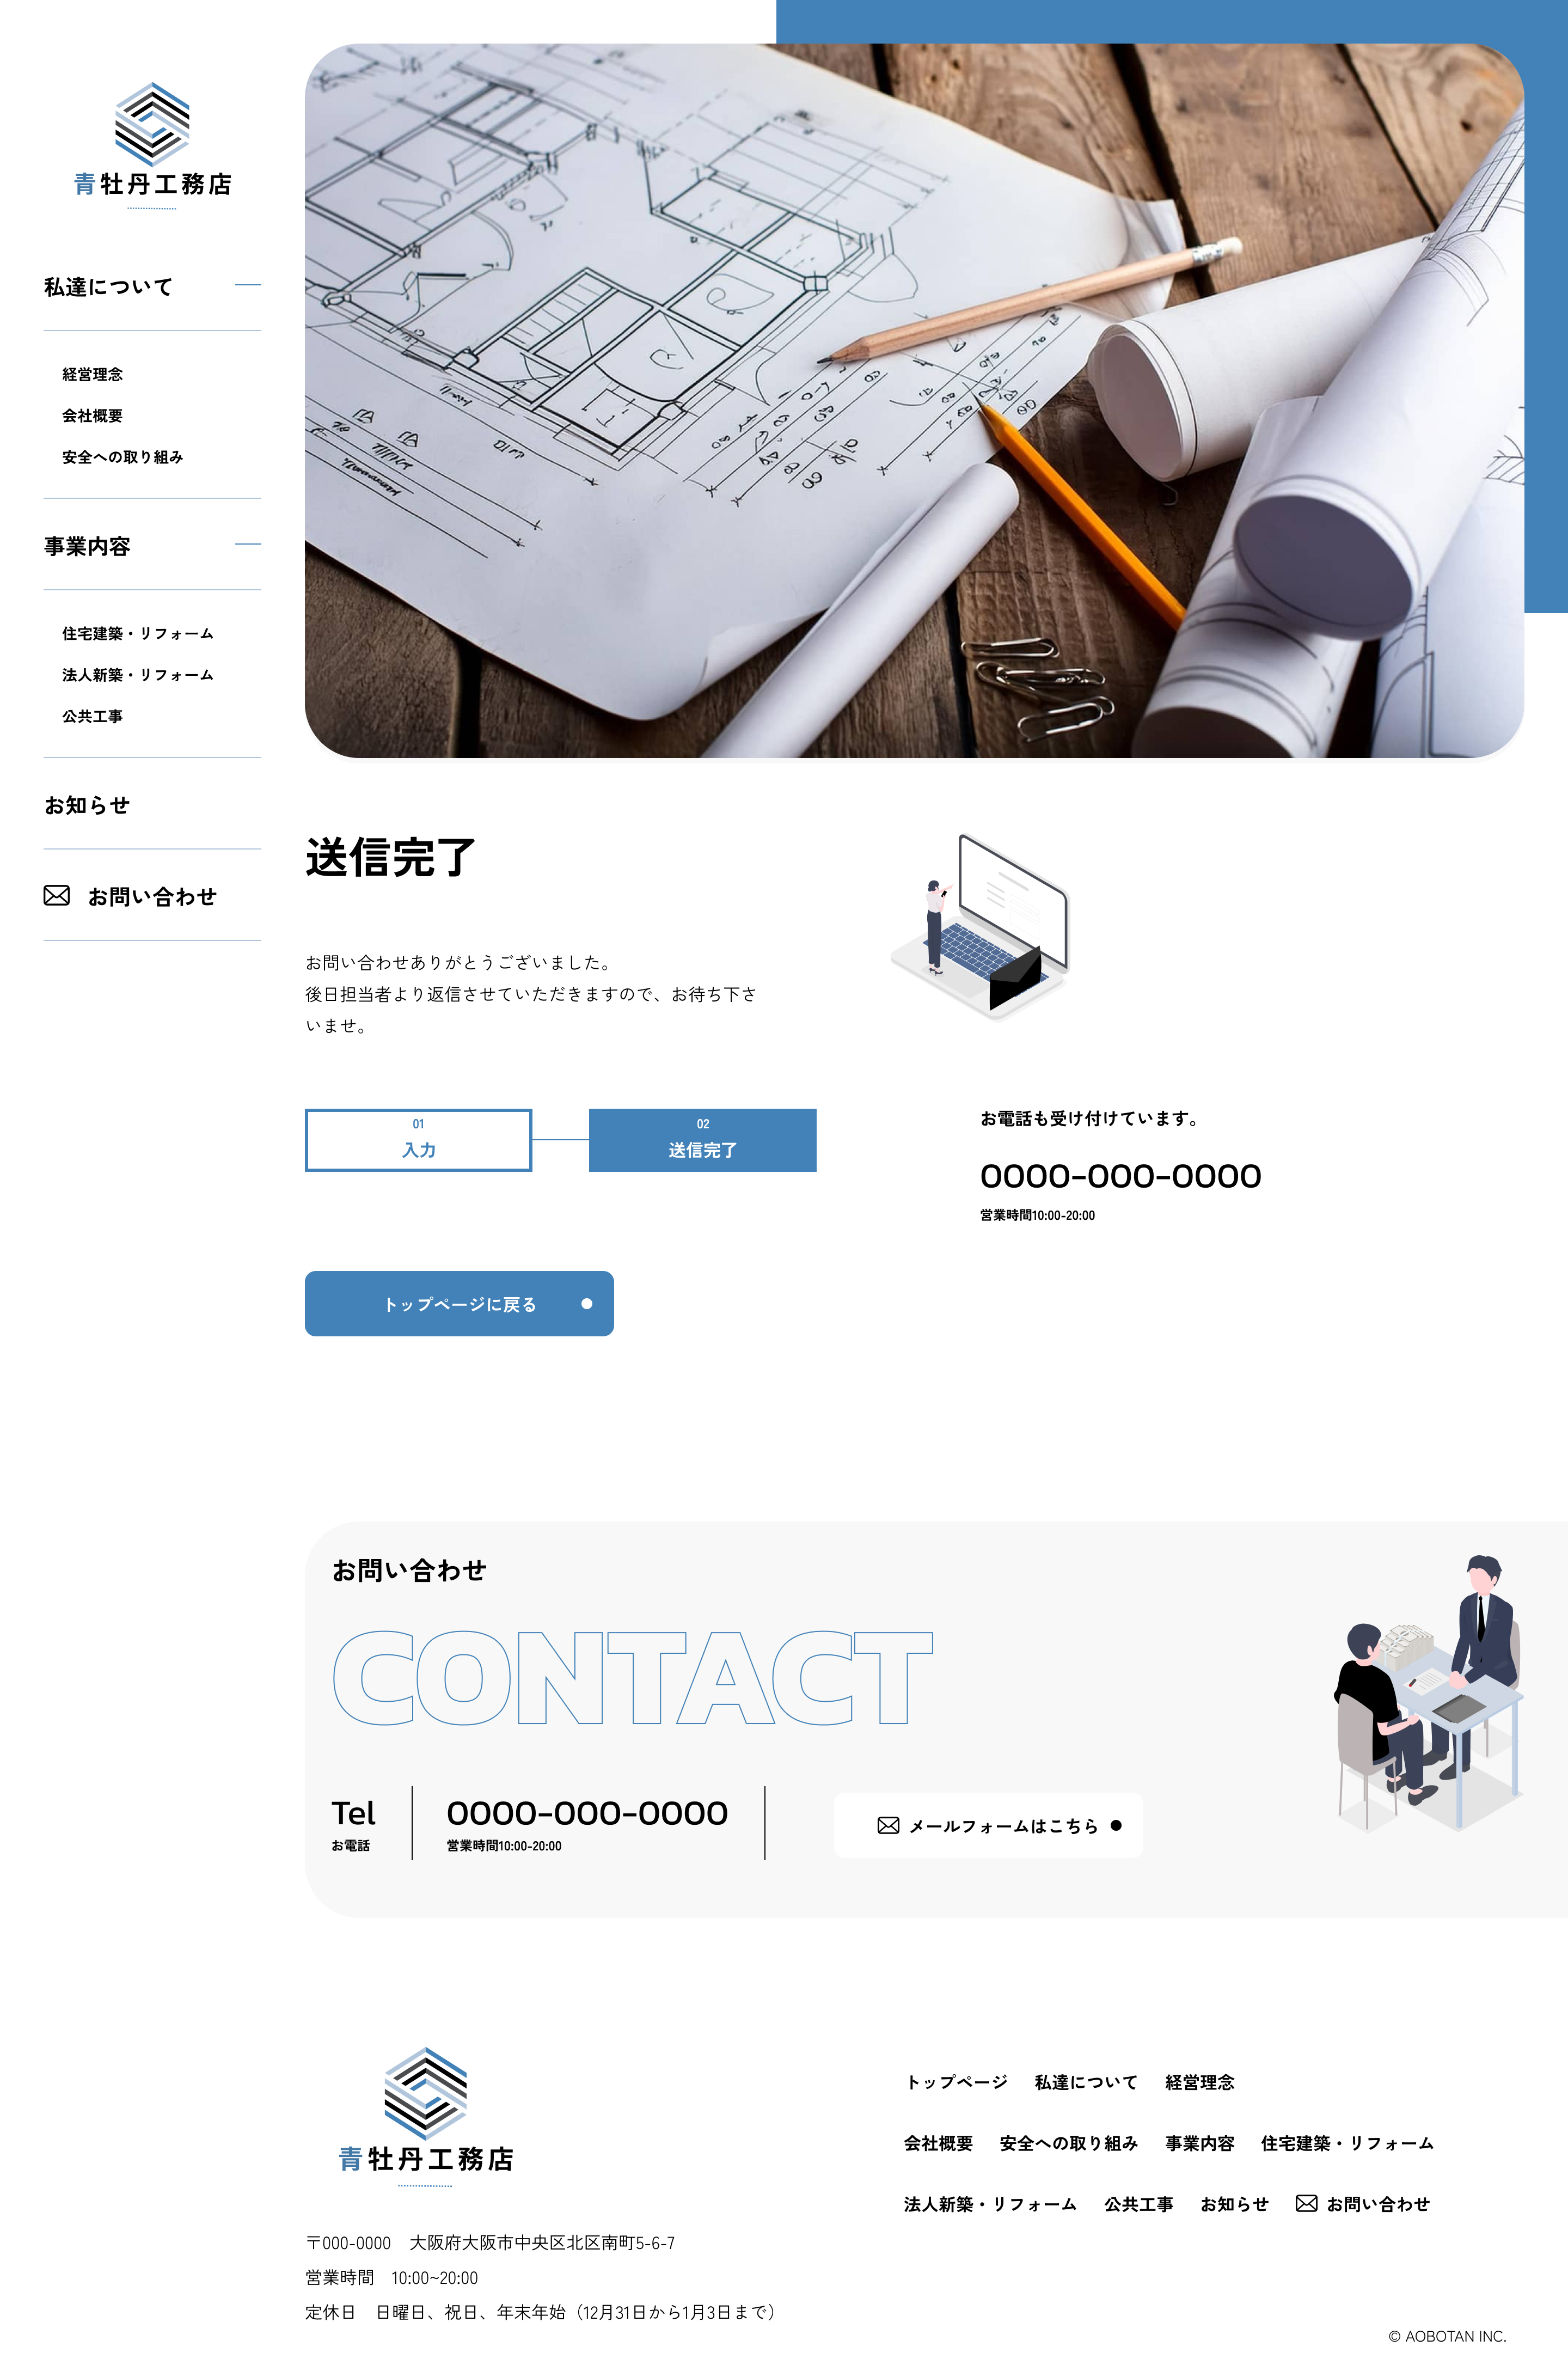 青牡丹工務店
私達について
経営理念
会社概要
安全への取り組み
事業内容
住宅建築・リフォーム
法人新築・リフォーム
公共工事
お知らせ
お問い合わせ
送信完了
お問い合わせありがとうございました。
後日担当者より返信させていただきますので、お待ち下さ
いませ。
01
入力
02
送信完了
お電話も受け付けています。
0000-000-0000
営業時間10:00-20:00
トップページに戻る
お問い合わせ
CONTACT
Tel
お電話
0000-000-0000
営業時間10:00-20:00
メールフォームはこちら
青牡丹工務店
〒000-0000 大阪府大阪市中央区北区南町5-6-7
営業時間 10:00~20:00
定休日 日曜日、祝日、年末年始（12月31日から1月3日まで）
トップページ 私達について 経営理念
会社概要 安全への取り組み 事業内容 住宅建築・リフォーム
法人新築・リフォーム 公共工事 お知らせ お問い合わせ
© AOBOTAN INC.